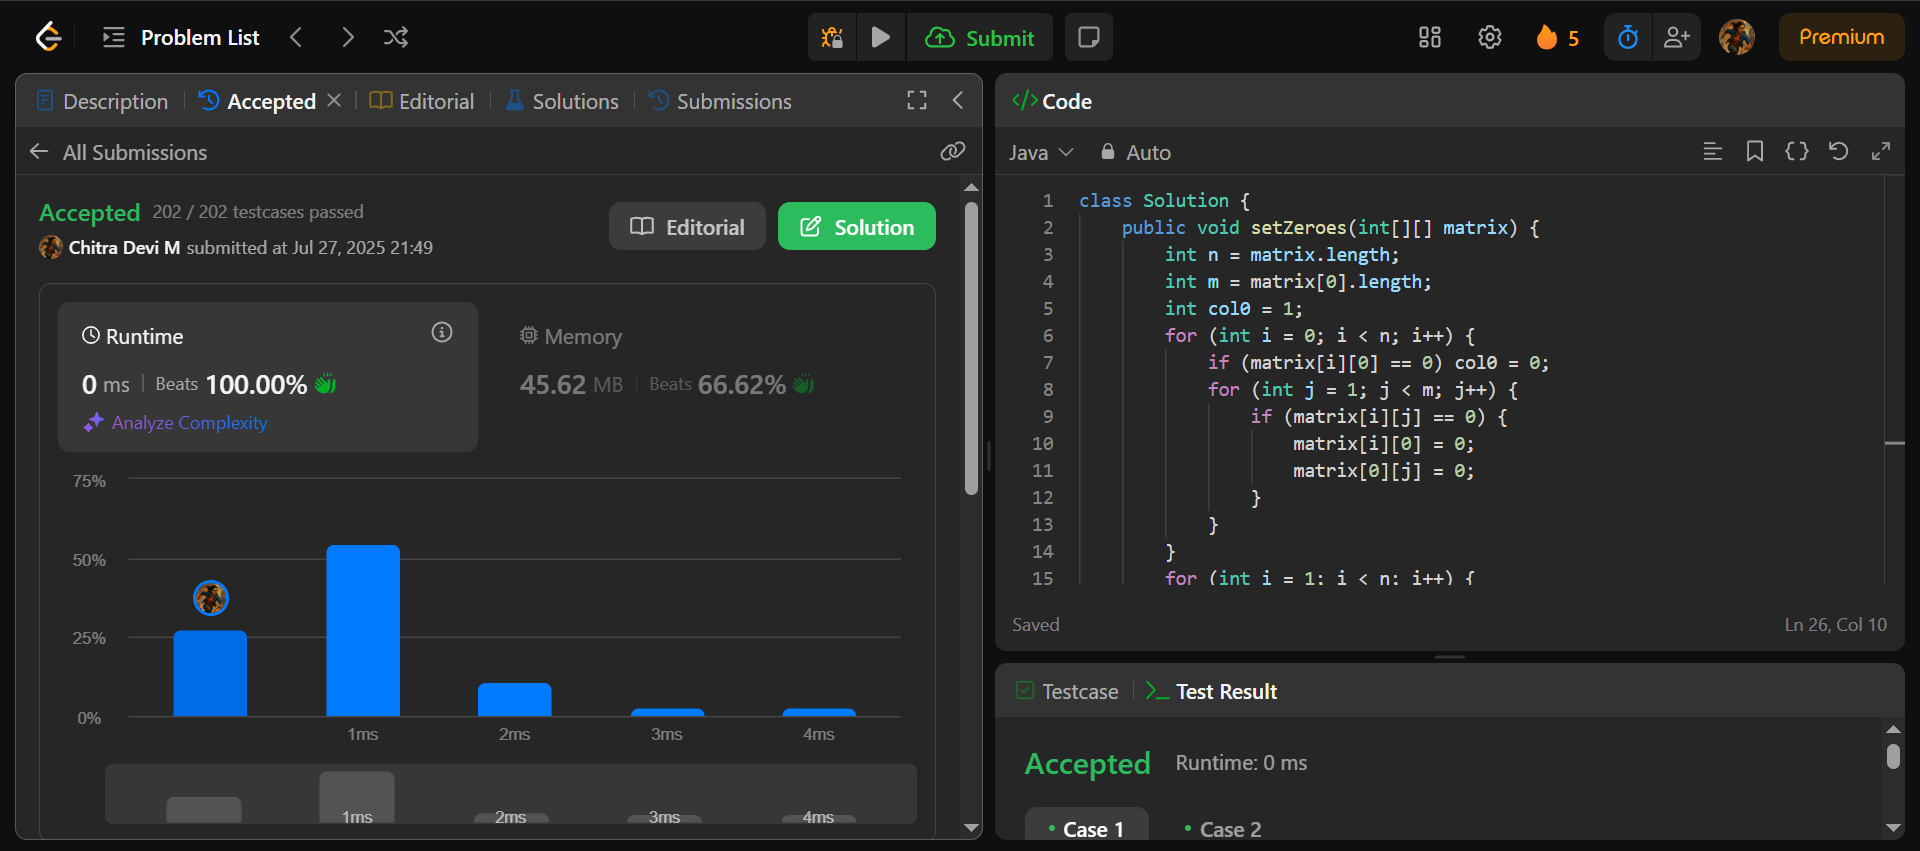 Problem List
Submit
5
Premium
Description
Accepted
Editorial
Solutions
Submissions
All Submissions
Accepted 202 / 202 testcases passed
Chitra Devi M submitted at Jul 27, 2025 21:49
Editorial
Solution
Runtime
0 ms
Beats 100.00%
Analyze Complexity
Memory
45.62 MB
Beats 66.62%
75%
50%
25%
0%
1ms
2ms
3ms
4ms
1ms
2ms
3ms
4ms
</> Code
Java
Auto
1 class Solution {
2 public void setZeroes(int[][] matrix) {
3 int n = matrix.length;
4 int m = matrix[0].length;
5 int col0 = 1;
6 for (int i = 0; i < n; i++) {
7 if (matrix[i][0] == 0) col0 = 0;
8 for (int j = 1; j < m; j++) {
9 if (matrix[i][j] == 0) {
10 matrix[i][0] = 0;
11 matrix[0][j] = 0;
12 }
13 }
14 }
15 for (int i = 1; i < n; i++) {
Saved
Ln 26, Col 10
Testcase
Test Result
Accepted
Runtime: 0 ms
Case 1
Case 2